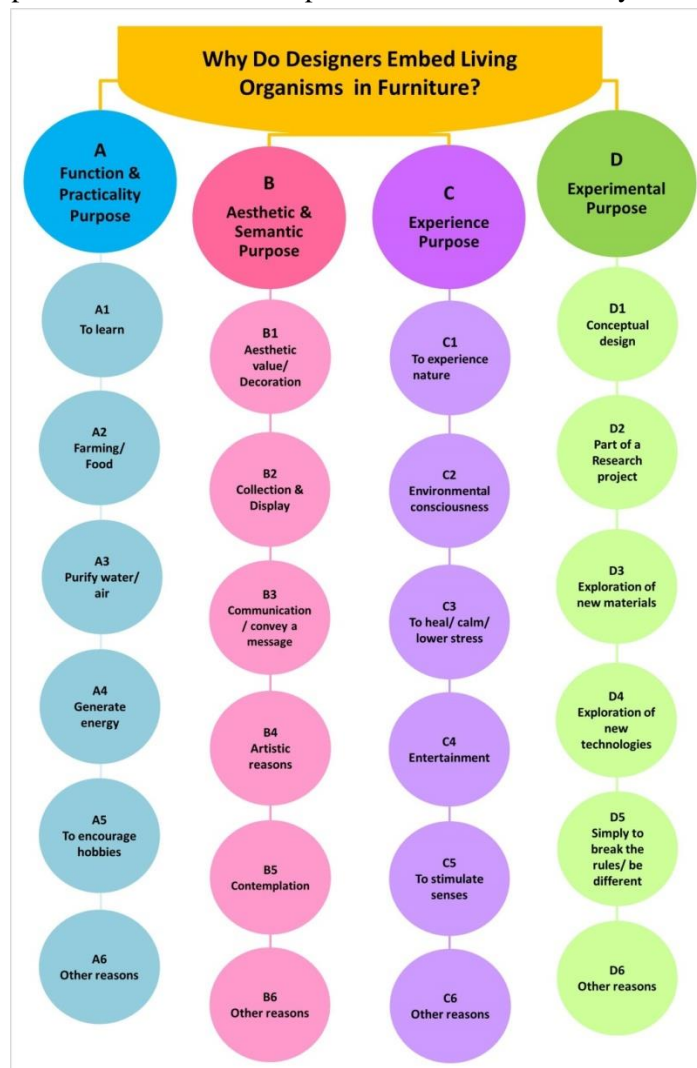 Why Do Designers Embed Living
Organisms in Furniture?
A
Function &
Practicality
Purpose
A1
To learn
A2
Farming/
Food
A3
Purify water/
air
A4
Generate
energy
A5
To encourage
hobbies
A6
Other reasons
B
Aesthetic &
Semantic
Purpose
B1
Aesthetic
value/
Decoration
B2
Collection &
Display
B3
Communication
/ convey a
message
B4
Artistic
reasons
B5
Contemplation
B6
Other reasons
C
Experience
Purpose
C1
To experience
nature
C2
Environmental
consciousness
C3
To heal/ calm/
lower stress
C4
Entertainment
C5
To stimulate
senses
C6
Other reasons
D
Experimental
Purpose
D1
Conceptual
design
D2
Part of a
Research
project
D3
Exploration of
new materials
D4
Exploration of
new
technologies
D5
Simply to
break the
rules/ be
different
D6
Other reasons